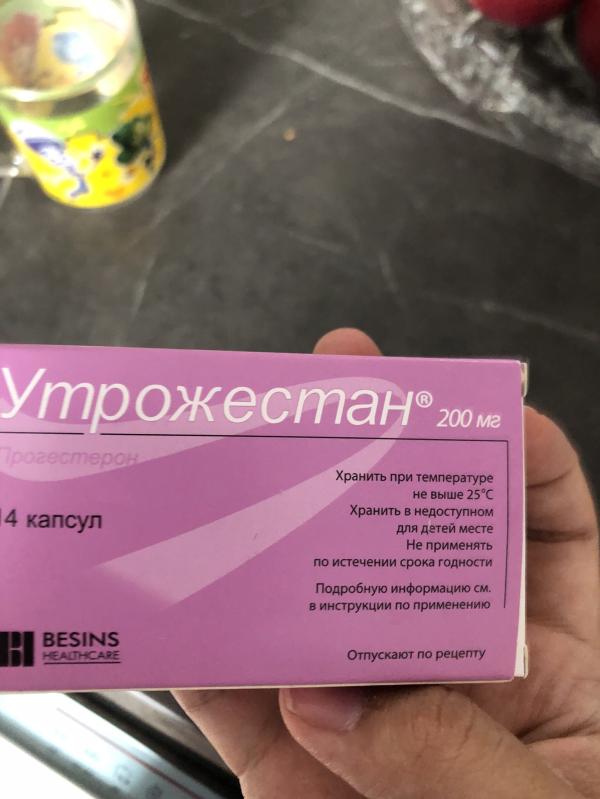 Утрожестан® 200 мг
Прогестерон
14 капсул
Хранить при температуре
не выше 25°C
Хранить в недоступном
для детей месте
Не применять
по истечении срока годности
Подробную информацию см.
в инструкции по применению
BESINS
HEALTHCARE
Отпускают по рецепту